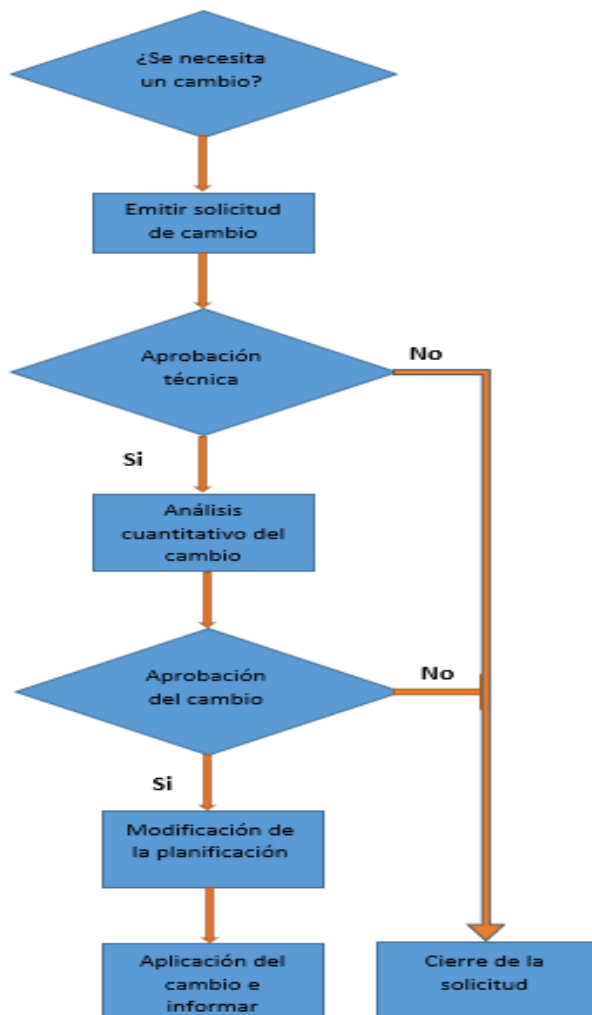 ¿Se necesita
un cambio?
Emitir solicitud
de cambio
Aprobación
técnica
No
Si
Análisis
cuantitativo del
cambio
Aprobación
del cambio
No
Si
Modificación de
la planificación
Aplicación del
cambio e
informar
Cierre de la
solicitud